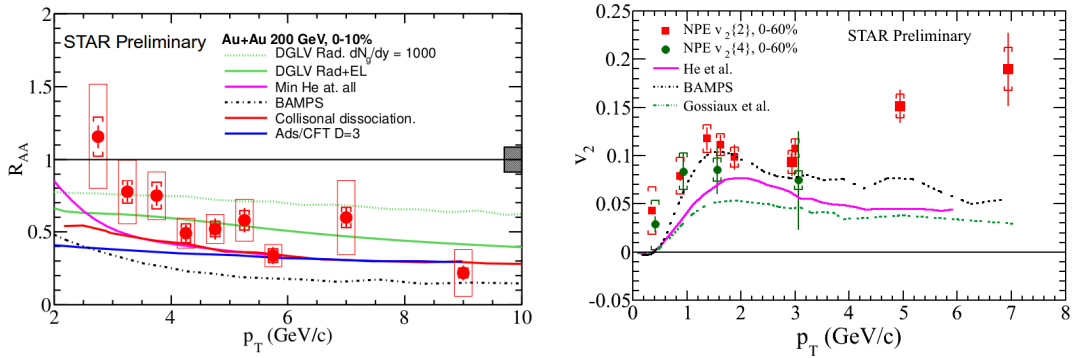 STAR Preliminary
Au+Au 200 GeV, 0-10%
DGLV Rad. dNg/dy = 1000
DGLV Rad+EL
Min He at. all
BAMPS
Collisonal dissociation.
Ads/CFT D=3
R_AA
2
1.5
1
0.5
0
2 4 6 8 10
p_T (GeV/c)
NPE v_2{2}, 0-60%
NPE v_2{4}, 0-60%
STAR Preliminary
He et al.
BAMPS
Gossiaux et al.
v_2
0.25
0.2
0.15
0.1
0.05
0
-0.05
0 1 2 3 4 5 6 7 8
p_T (GeV/c)